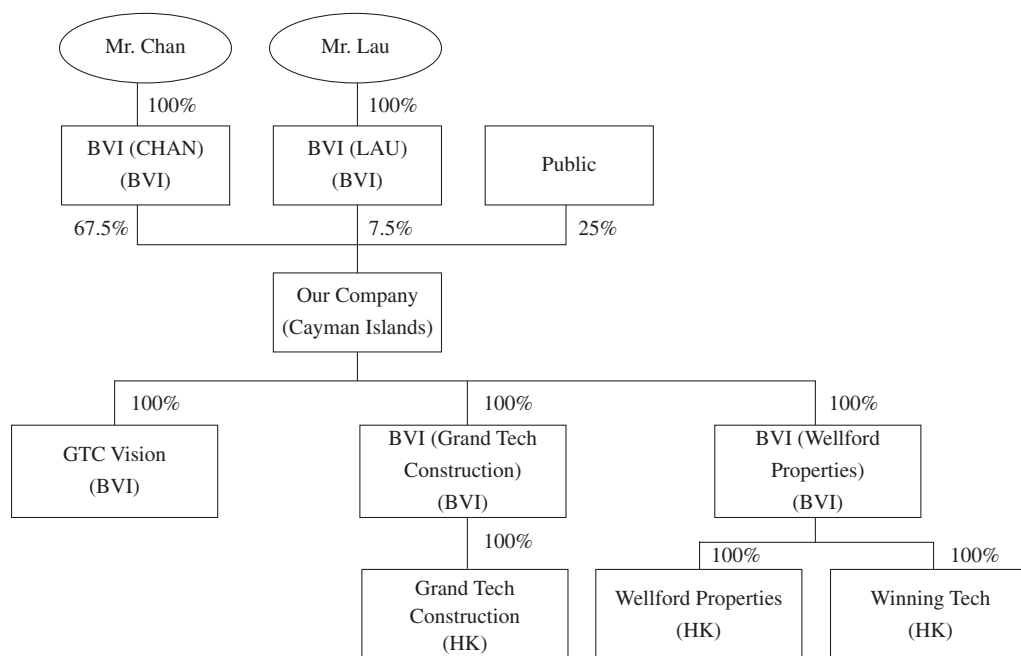 Mr. Chan
Mr. Lau
100%
100%
BVI (CHAN)
(BVI)
BVI (LAU)
(BVI)
Public
67.5%
7.5%
25%
Our Company
(Cayman Islands)
100%
100%
100%
GTC Vision
(BVI)
BVI (Grand Tech
Construction)
(BVI)
BVI (Wellford
Properties)
(BVI)
100%
100%
100%
Grand Tech
Construction
(HK)
Wellford Properties
(HK)
Winning Tech
(HK)